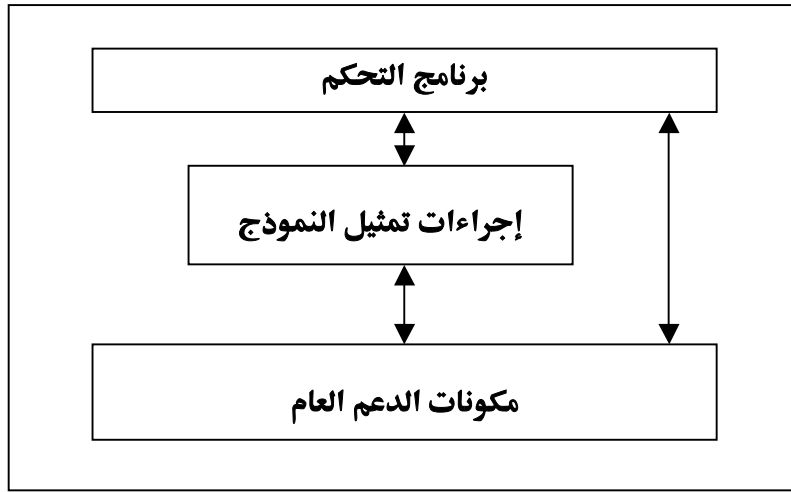 برنامج التحكم
إجراءات تمثيل النموذج
مكونات الدعم العام